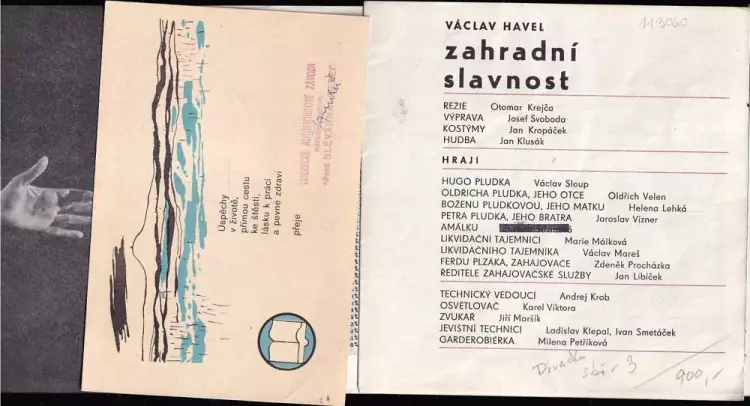 Úspěchy
v životě,
přímou cestu
ke štěstí,
lásku k práci
a pevné zdraví
přeje
113060
VÁCLAV HAVEL
zahradní
slavnost
REŽIE Otomar Krejča
VÝPRAVA Josef Svoboda
KOSTÝMY Jan Kropáček
HUDBA Jan Klusák
HRAJÍ
HUGO PLUDKA Václav Sloup
OLDŘICHA PLUDKA, JEHO OTCE Oldřich Velen
BOŽENU PLUDKOVOU, JEHO MATKU Helena Lehká
PETRA PLUDKA, JEHO BRATRA Jaroslav Vízner
AMÁLKU
LIKVIDAČNÍ TAJEMNICI Marie Málková
LIKVIDAČNÍHO TAJEMNÍKA Václav Mareš
FERDU PLZÁKA, ZAHAJOVAČE Zdeněk Procházka
ŘEDITELE ZAHAJOVAČSKÉ SLUŽBY Jan Libíček
TECHNICKÝ VEDOUCÍ Andrej Krob
OSVĚTLOVAČ Karel Viktora
ZVUKAŘ Jiří Maršík
JEVIŠTNÍ TECHNICI Ladislav Klepal, Ivan Smetáček
GARDEROBIÉRKA Milena Petříková
3
900,-